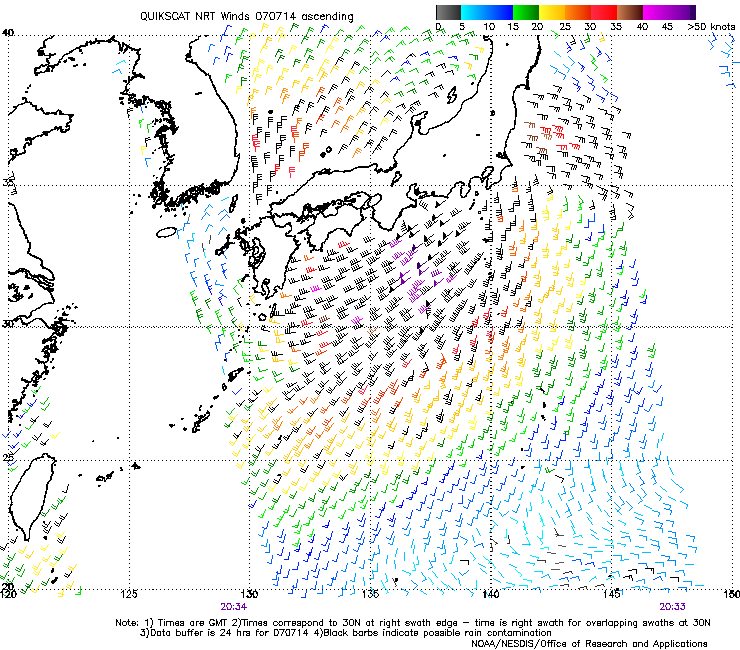 QUIKSCAT NRT Winds 070714 ascending
0 5 10 15 20 25 30 35 40 45 >50 knots
40
35
30
25
20
120 125 130 135 140 145 150
20:34 20:33
Note: 1) Times are GMT 2)Times correspond to 30N at right swath edge - time is right swath for overlapping swaths at 30N
3)Data buffer is 24 hrs for 070714 4)Black barbs indicate possible rain contamination
NOAA/NESDIS/Office of Research and Applications